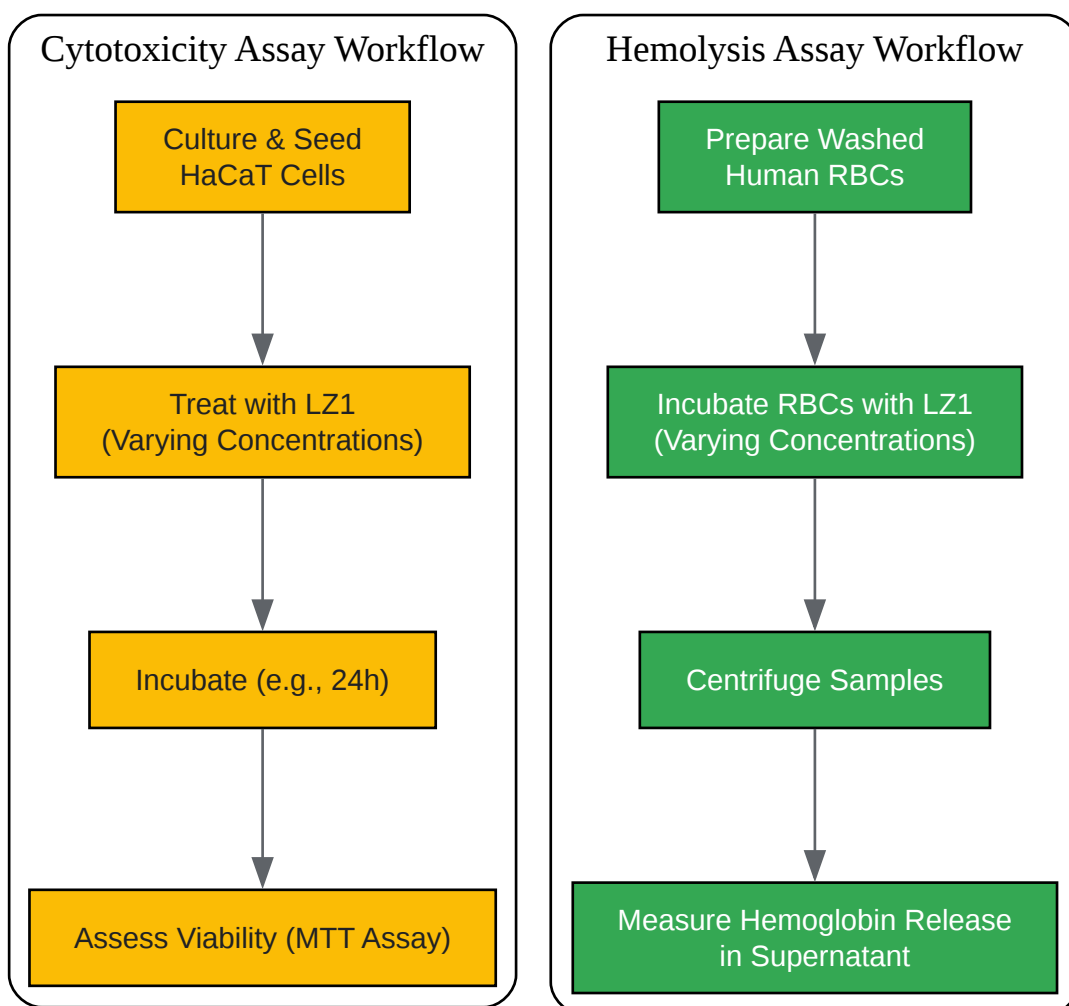 Cytotoxicity Assay Workflow
Culture & Seed
HaCaT Cells
Treat with LZ1
(Varying Concentrations)
Incubate (e.g., 24h)
Assess Viability (MTT Assay)
Hemolysis Assay Workflow
Prepare Washed
Human RBCs
Incubate RBCs with LZ1
(Varying Concentrations)
Centrifuge Samples
Measure Hemoglobin Release
in Supernatant